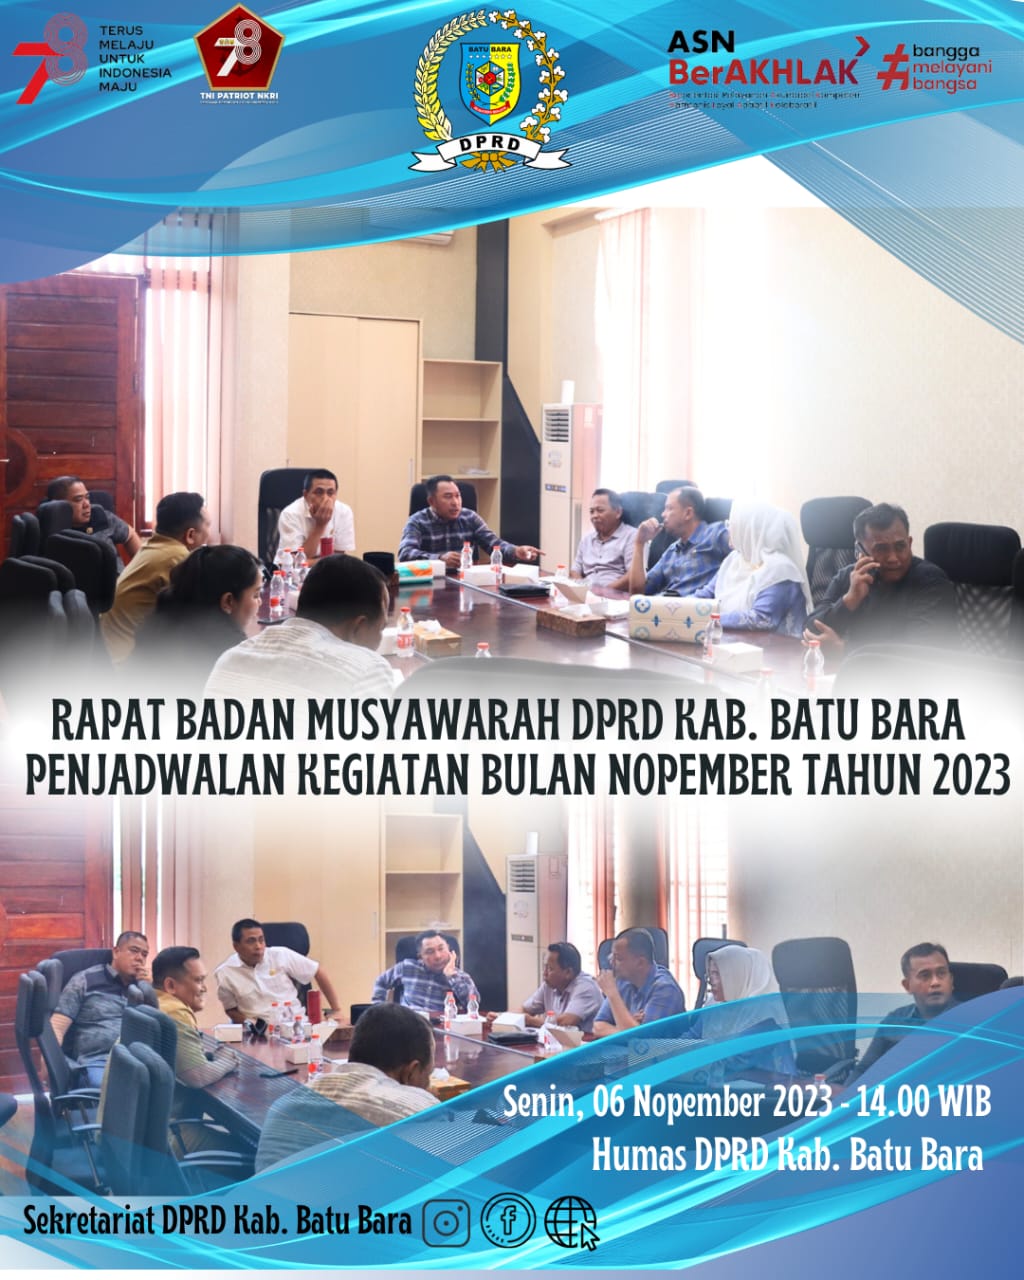 TERUS
MELAJU
UNTUK
INDONESIA
MAJU
78
TNI PATRIOT NKRI
BATU BARA
DPRD
ASN
BerAKHLAK
#bangga
melayani
bangsa
RAPAT BADAN MUSYAWARAH DPRD KAB. BATU BARA
PENJADWALAN KEGIATAN BULAN NOPEMBER TAHUN 2023
Senin, 06 Nopember 2023 - 14.00 WIB
Humas DPRD Kab. Batu Bara
Sekretariat DPRD Kab. Batu Bara